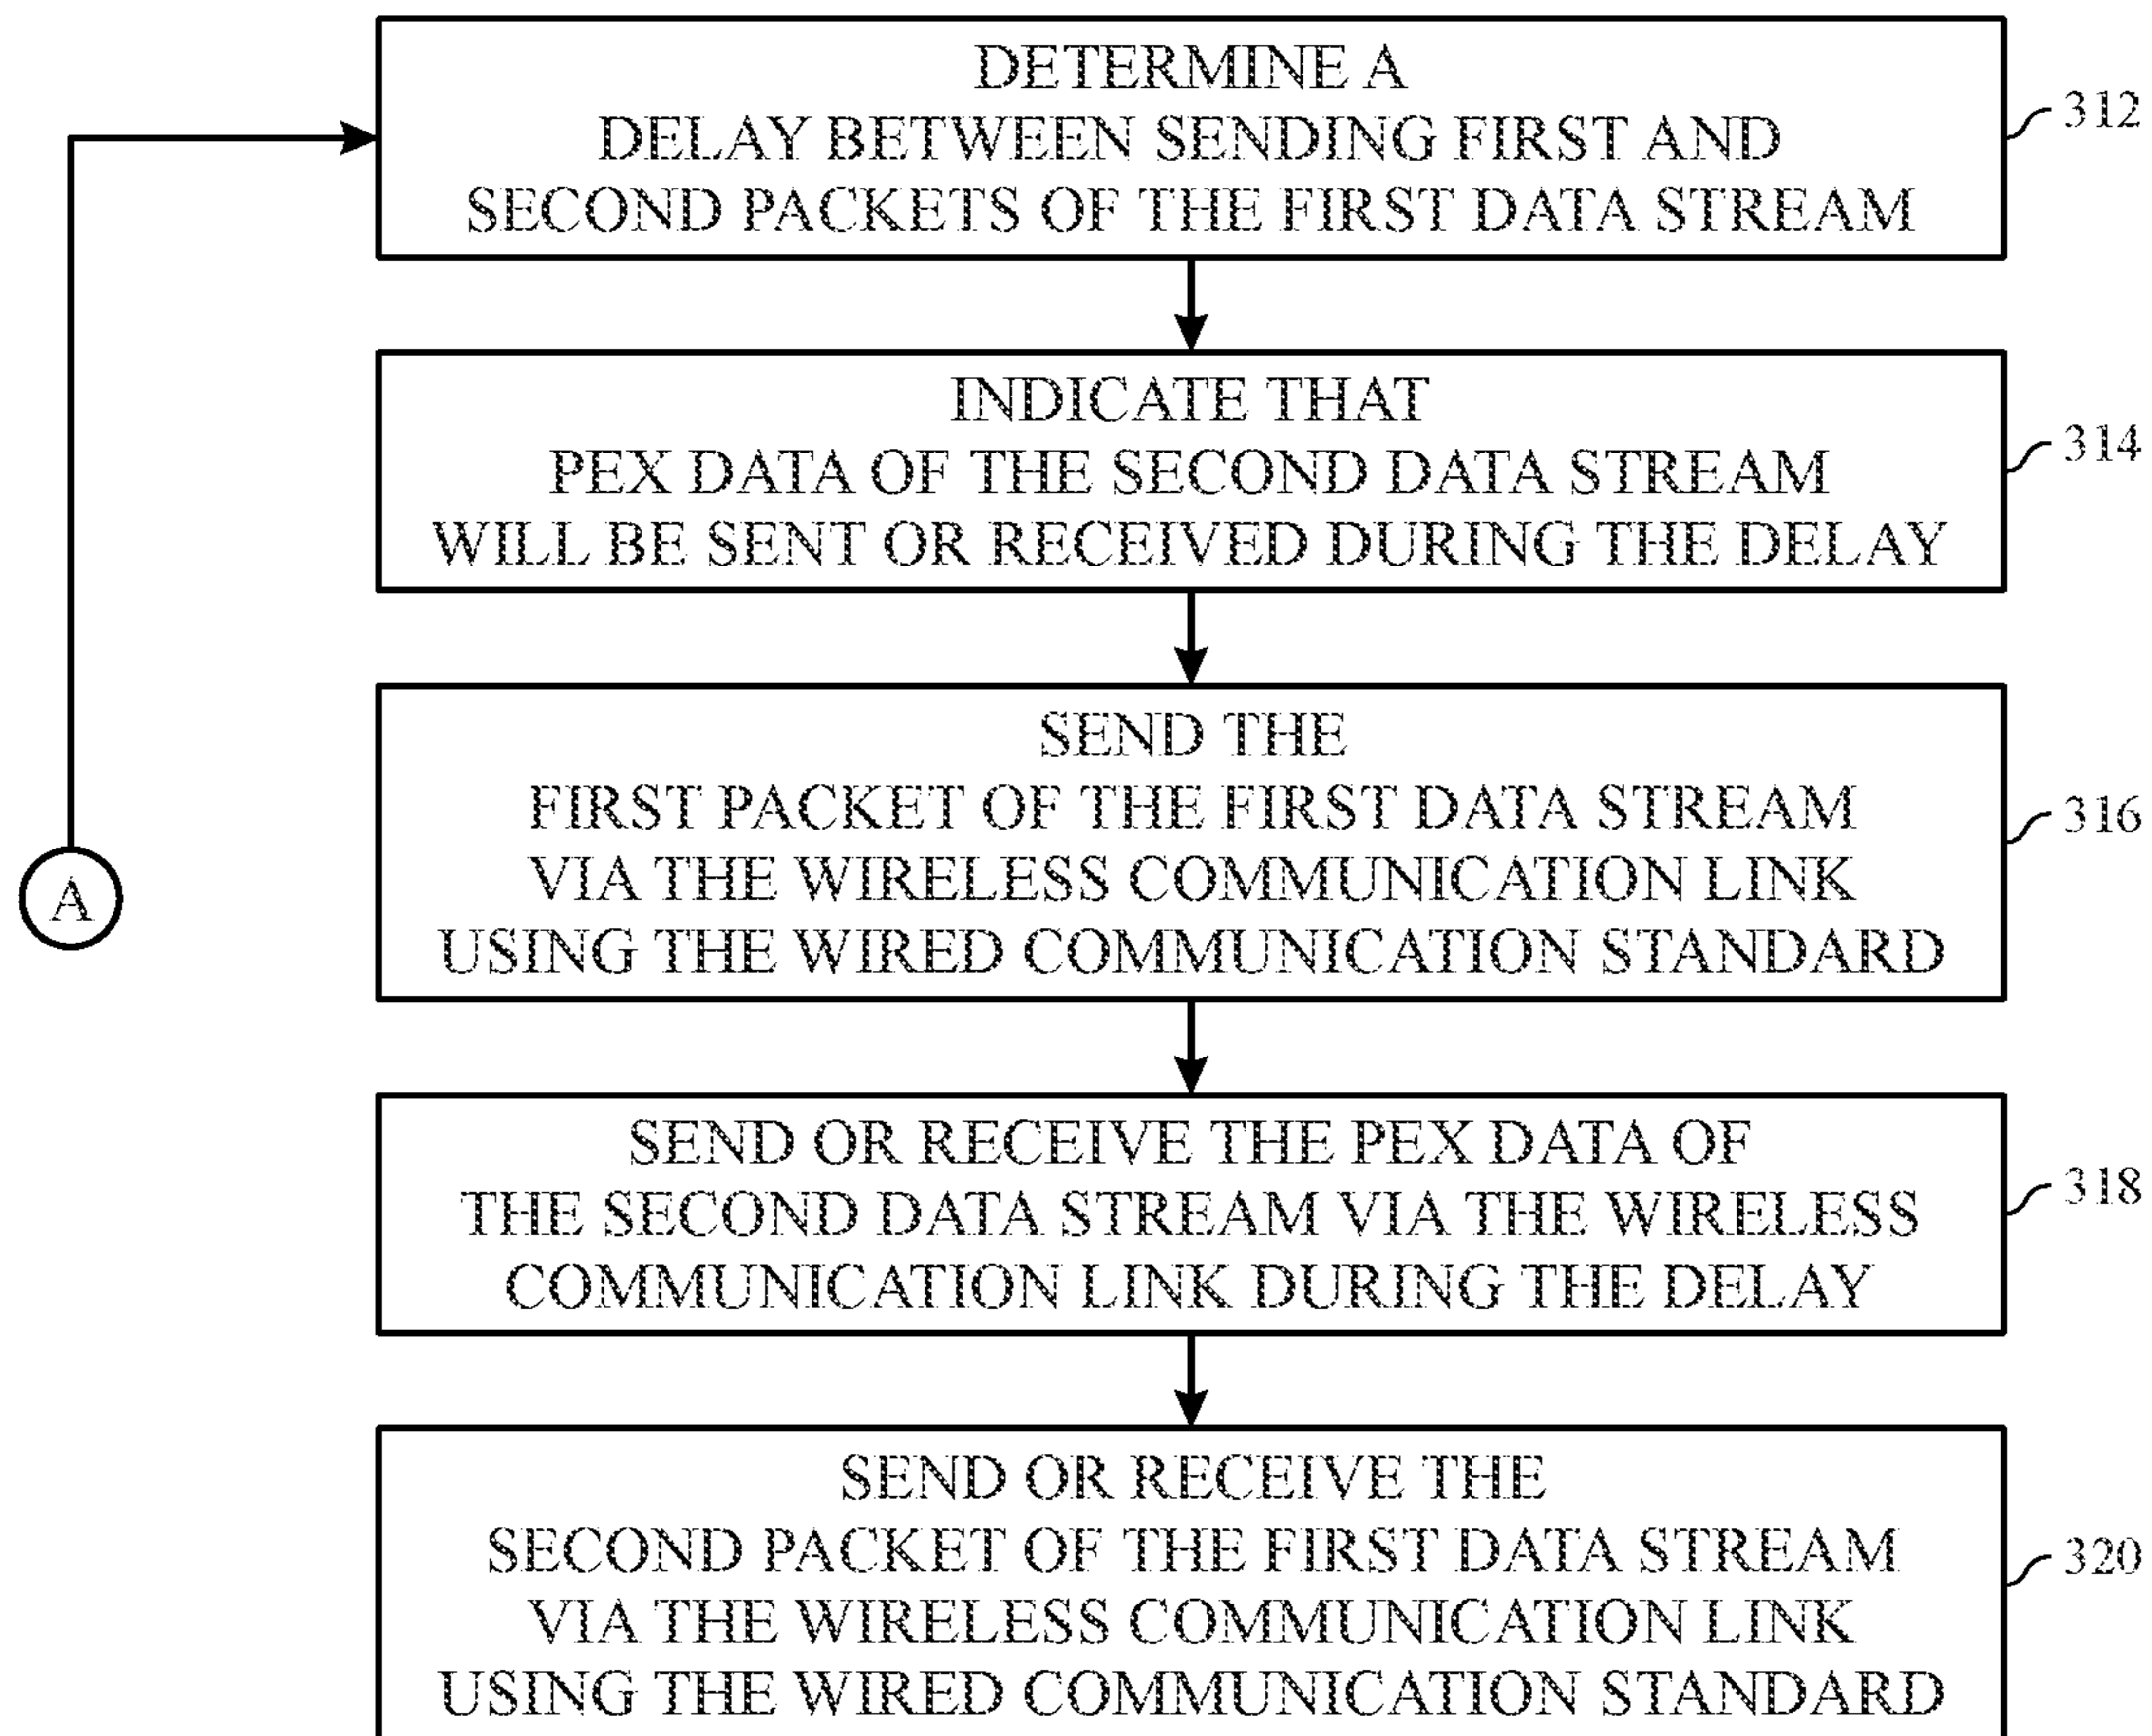 DETERMINE A
DELAY BETWEEN SENDING FIRST AND
SECOND PACKETS OF THE FIRST DATA STREAM
312
INDICATE THAT
PEX DATA OF THE SECOND DATA STREAM
WILL BE SENT OR RECEIVED DURING THE DELAY
314
SEND THE
FIRST PACKET OF THE FIRST DATA STREAM
VIA THE WIRELESS COMMUNICATION LINK
USING THE WIRED COMMUNICATION STANDARD
316
A
SEND OR RECEIVE THE PEX DATA OF
THE SECOND DATA STREAM VIA THE WIRELESS
COMMUNICATION LINK DURING THE DELAY
318
SEND OR RECEIVE THE
SECOND PACKET OF THE FIRST DATA STREAM
VIA THE WIRELESS COMMUNICATION LINK
USING THE WIRED COMMUNICATION STANDARD
320